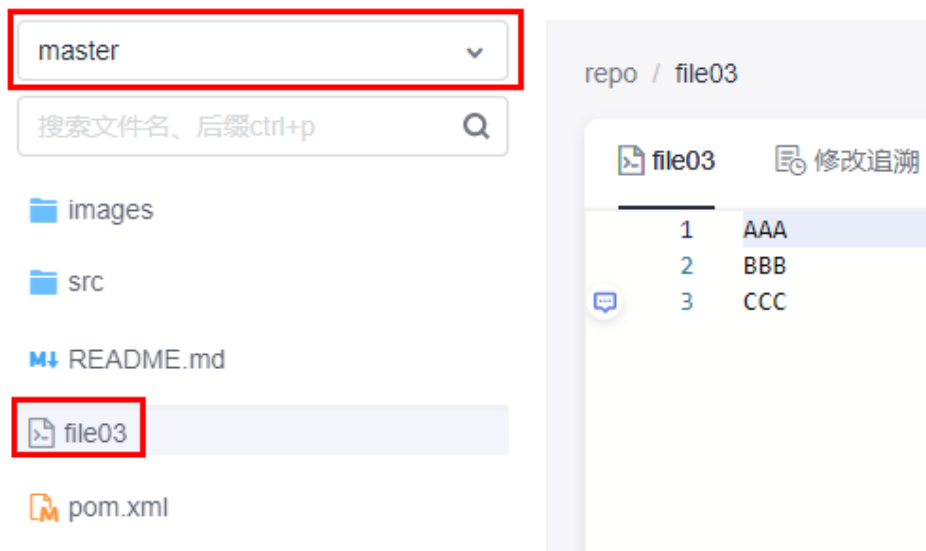 master
搜索文件名、后缀ctrl+p
images
src
README.md
file03
pom.xml
repo / file03
file03 修改追溯
1 AAA
2 BBB
3 CCC